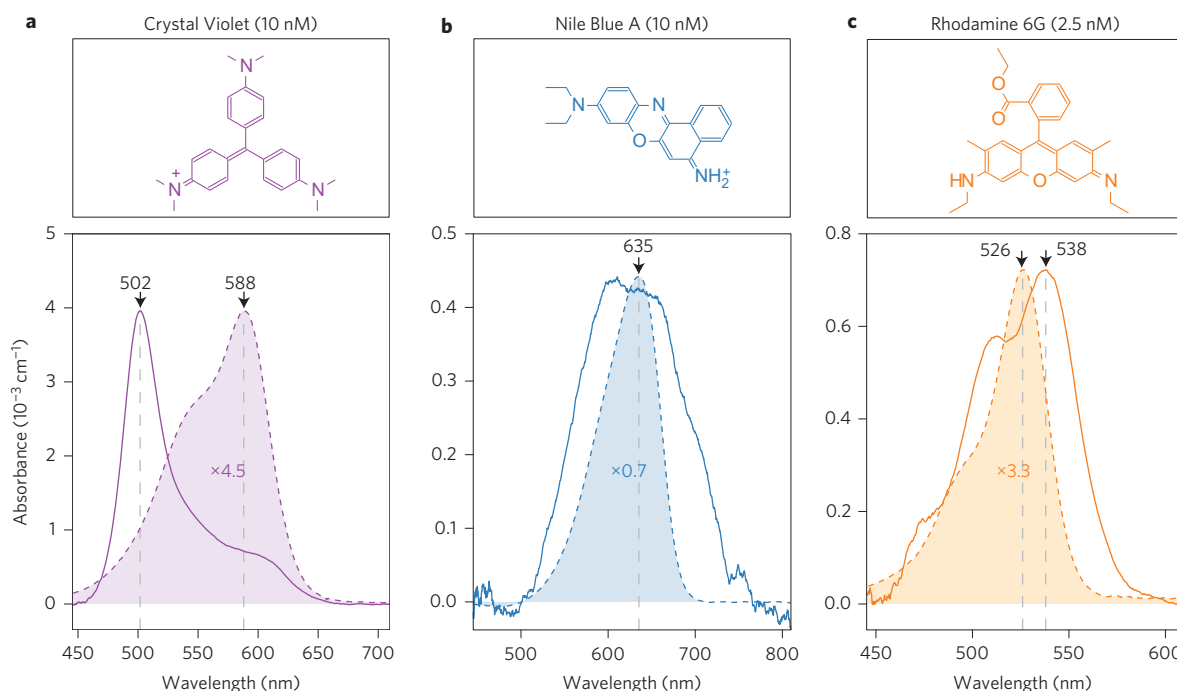 a Crystal Violet (10 nM)
N
N
+
N
5
4
3
2
1
0
Absorbance (10⁻³ cm⁻¹)
502
588
×4.5
450 500 550 600 650 700
Wavelength (nm)
b Nile Blue A (10 nM)
N
N
O
NH₂⁺
0.5
0.4
0.3
0.2
0.1
0.0
635
×0.7
500 600 700 800
Wavelength (nm)
c Rhodamine 6G (2.5 nM)
O
O
HN
O
N
0.8
0.6
0.4
0.2
0
526
538
×3.3
450 500 550 600
Wavelength (nm)